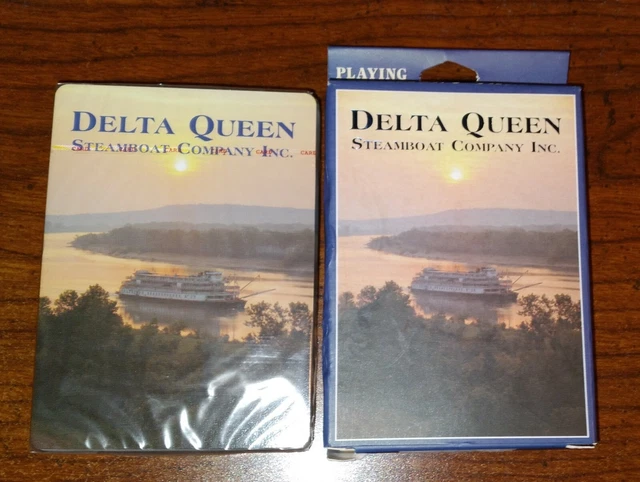 DELTA QUEEN
STEAMBOAT COMPANY INC.
PLAYING
DELTA QUEEN
STEAMBOAT COMPANY INC.